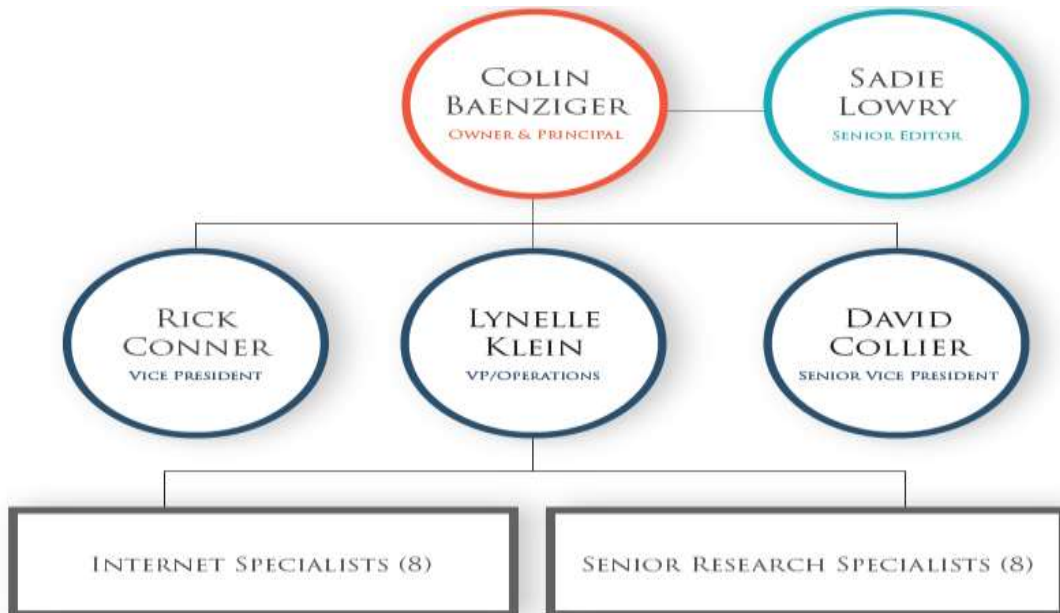 COLIN
BAENZIGER
OWNER & PRINCIPAL
SADIE
LOWRY
SENIOR EDITOR
RICK
CONNER
VICE PRESIDENT
LYNELLE
KLEIN
VP/OPERATIONS
DAVID
COLLIER
SENIOR VICE PRESIDENT
INTERNET SPECIALISTS (8)
SENIOR RESEARCH SPECIALISTS (8)